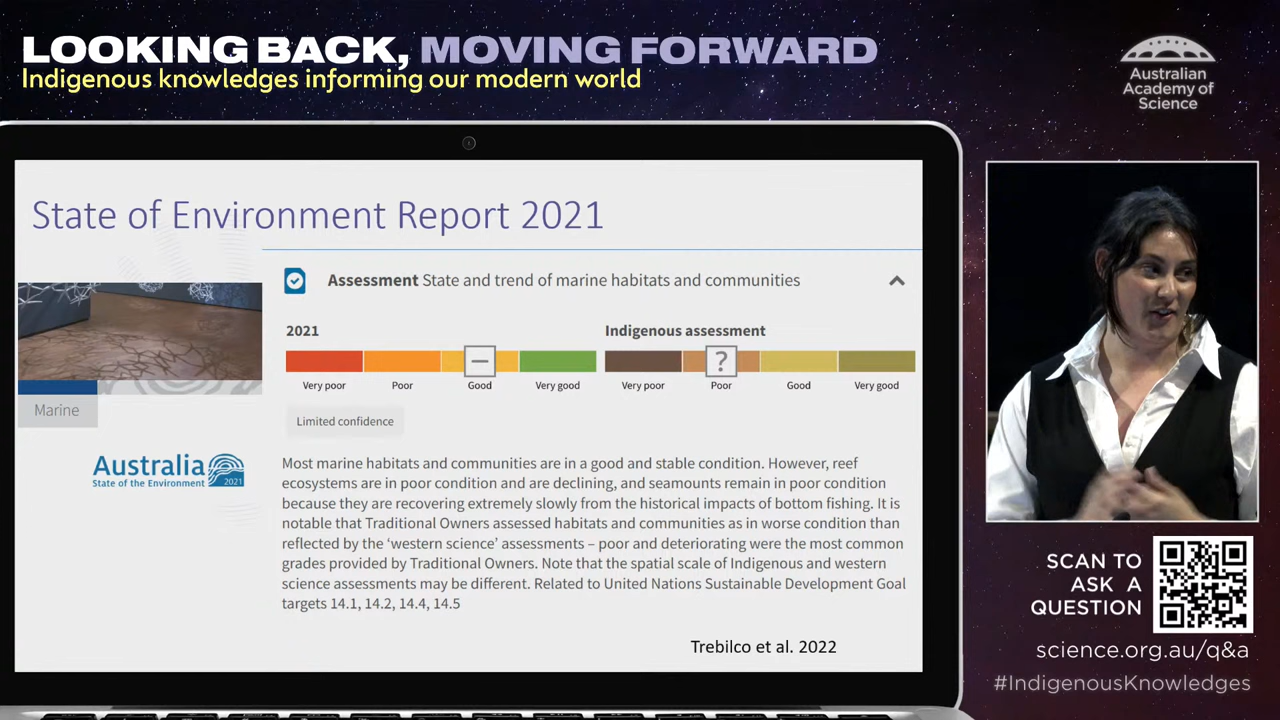 LOOKING BACK, MOVING FORWARD
Indigenous knowledges informing our modern world
Australian
Academy of
Science
State of Environment Report 2021
Assessment State and trend of marine habitats and communities
2021
Indigenous assessment
?
Very poor Poor Good Very good
Very poor Poor Good Very good
Marine
Limited confidence
Australia
State of the Environment 2021
Most marine habitats and communities are in a good and stable condition. However, reef
ecosystems are in poor condition and are declining, and seamounts remain in poor condition
because they are recovering extremely slowly from the historical impacts of bottom fishing. It is
notable that Traditional Owners assessed habitats and communities as in worse condition than
reflected by the ‘western science’ assessments – poor and deteriorating were the most common
grades provided by Traditional Owners. Note that the spatial scale of Indigenous and western
science assessments may be different. Related to United Nations Sustainable Development Goal
targets 14.1, 14.2, 14.4, 14.5
Trebilco et al. 2022
SCAN TO
ASK A
QUESTION
science.org.au/q&a
#IndigenousKnowledges